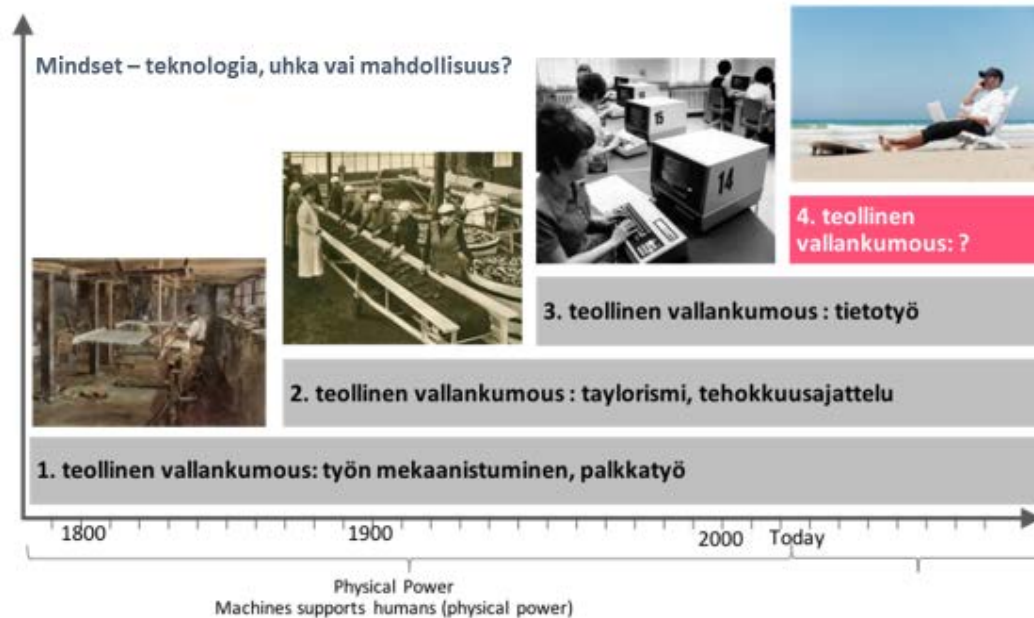 Mindset – teknologia, uhka vai mahdollisuus?
15
14
4. teollinen
vallankumous: ?
3. teollinen vallankumous : tietotyö
2. teollinen vallankumous : taylorismi, tehokkuusajattelu
1. teollinen vallankumous: työn mekaanistuminen, palkkatyö
1800
1900
2000
Today
Physical Power
Machines supports humans (physical power)